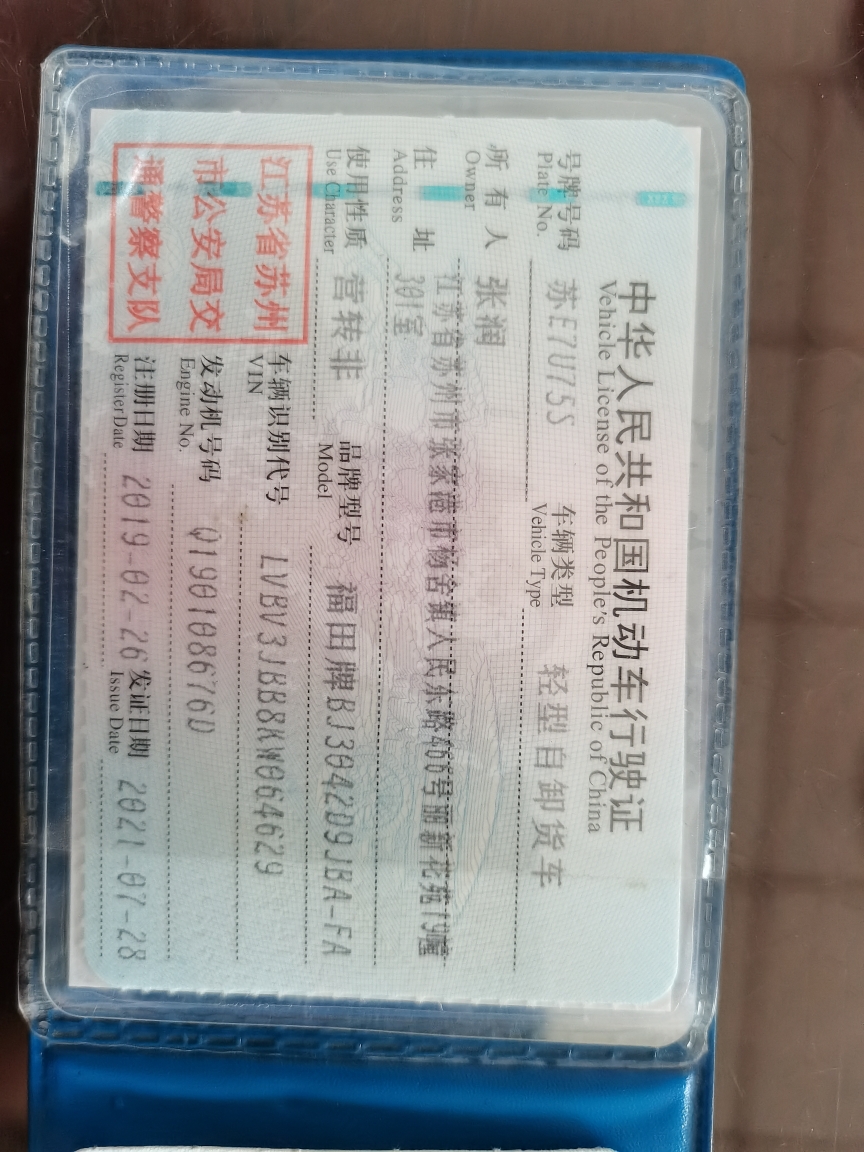 中华人民共和国机动车行驶证
Vehicle License of the People's Republic of China
号牌号码 苏E7U75S 车辆类型 轻型自卸货车
Plate No. Vehicle Type
所有人 张润
Owner
住址 江苏省苏州市张家港市杨舍镇人民东路466号丽新花苑19幢
Address 301室
使用性质 营转非 品牌型号 福田牌BJ3042D9JBA-FA
Use Character Model
江苏省苏州
市公安局交
通警察支队
车辆识别代号 LVBV3JBB8KW064629
VIN
发动机号码 Q190108676D
Engine No.
注册日期 2019-02-26 发证日期 2021-07-28
Register Date Issue Date